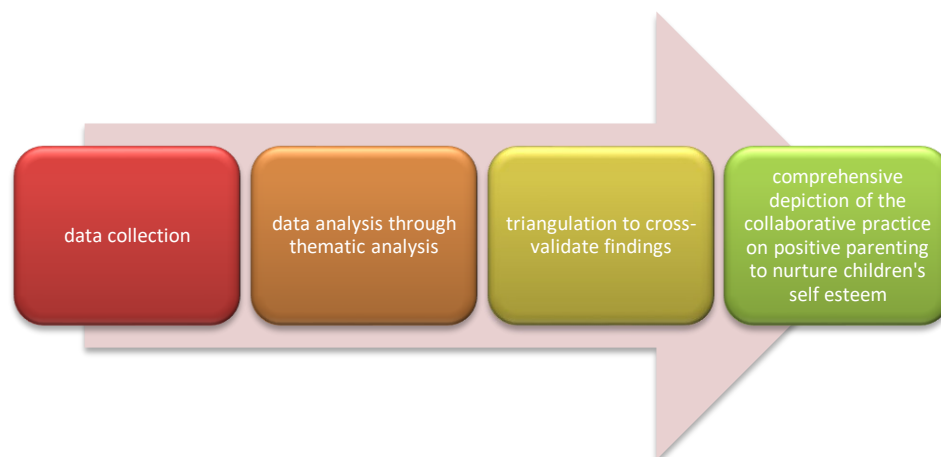 data collection
data analysis through
thematic analysis
triangulation to cross-
validate findings
comprehensive
depiction of the
collaborative practice
on positive parenting
to nurture children's
self esteem